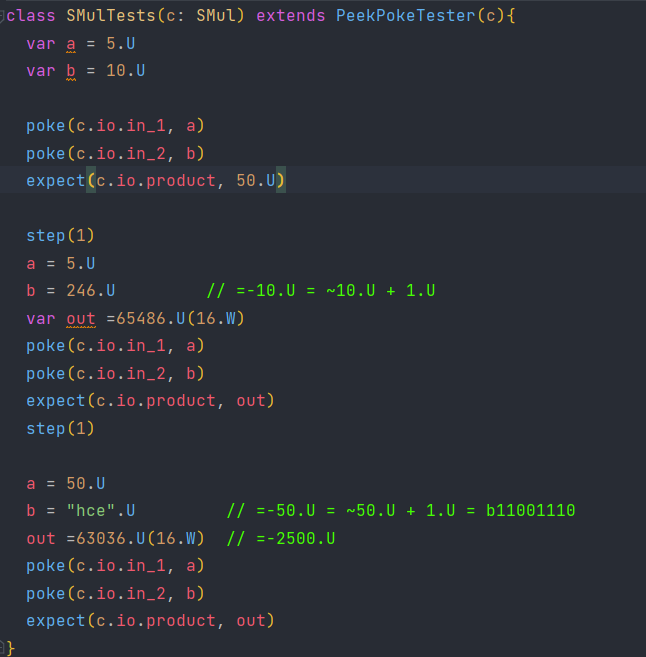 class SMulTests(c: SMul) extends PeekPokeTester(c){
  var a = 5.U
  var b = 10.U
  poke(c.io.in_1, a)
  poke(c.io.in_2, b)
  expect(c.io.product, 50.U)
  step(1)
  a = 5.U
  b = 246.U         // =-10.U = ~10.U + 1.U
  var out =65486.U(16.W)
  poke(c.io.in_1, a)
  poke(c.io.in_2, b)
  expect(c.io.product, out)
  step(1)
  a = 50.U
  b = "hce".U         // =-50.U = ~50.U + 1.U = b11001110
  out =63036.U(16.W)  // =-2500.U
  poke(c.io.in_1, a)
  poke(c.io.in_2, b)
  expect(c.io.product, out)
}